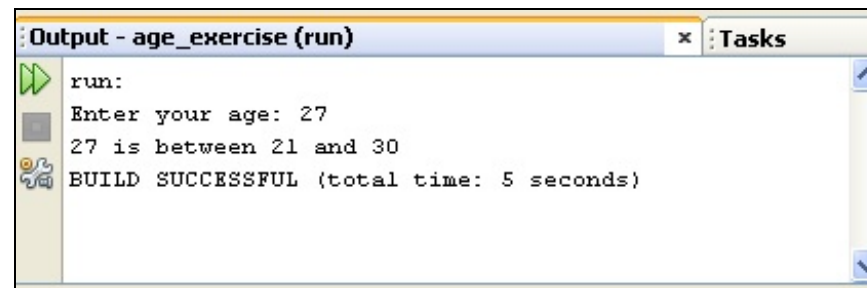 Output - age_exercise (run)
Tasks
run:
Enter your age: 27
27 is between 21 and 30
BUILD SUCCESSFUL (total time: 5 seconds)